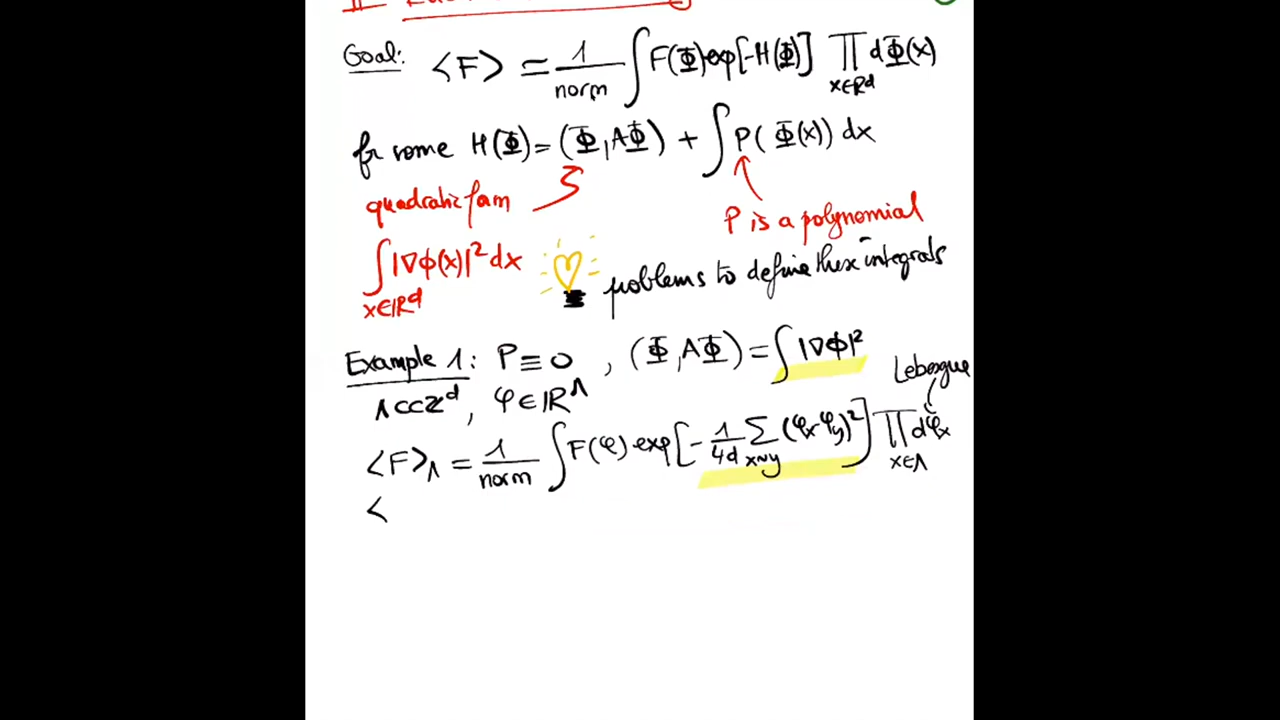 II
Goal: <F> = 1/norm ∫ F(Φ) exp[-H(Φ)] ∏_{x∈ℝ^d} dΦ(x)
for some H(Φ) = (Φ, AΦ) + ∫ P(Φ(x)) dx
quadratic form
P is a polynomial
∫_{x∈ℝ^d} |∇ϕ(x)|² dx
problems to define these integrals
Example 1: P ≡ 0, (Φ, AΦ) = ∫ |∇Φ|²
Lebesgue
Λ ⊂⊂ ℤ^d, φ ∈ ℝ^Λ
<F>_Λ = 1/norm ∫ F(φ) exp[- 1/4d ∑_{x∼y} (φ_x φ_y)²] ∏_{x∈Λ} dφ_x
<